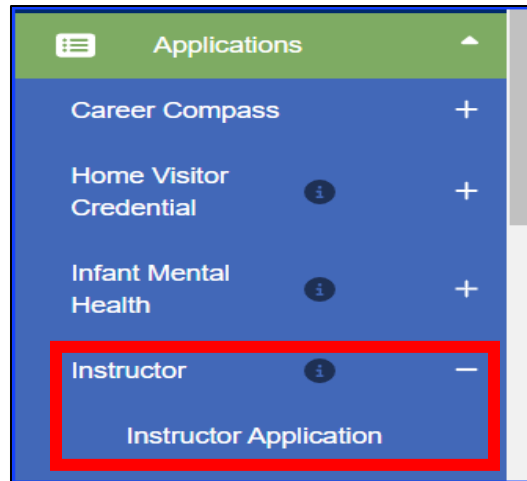 Applications
Career Compass
Home Visitor
Credential
Infant Mental
Health
Instructor
Instructor Application